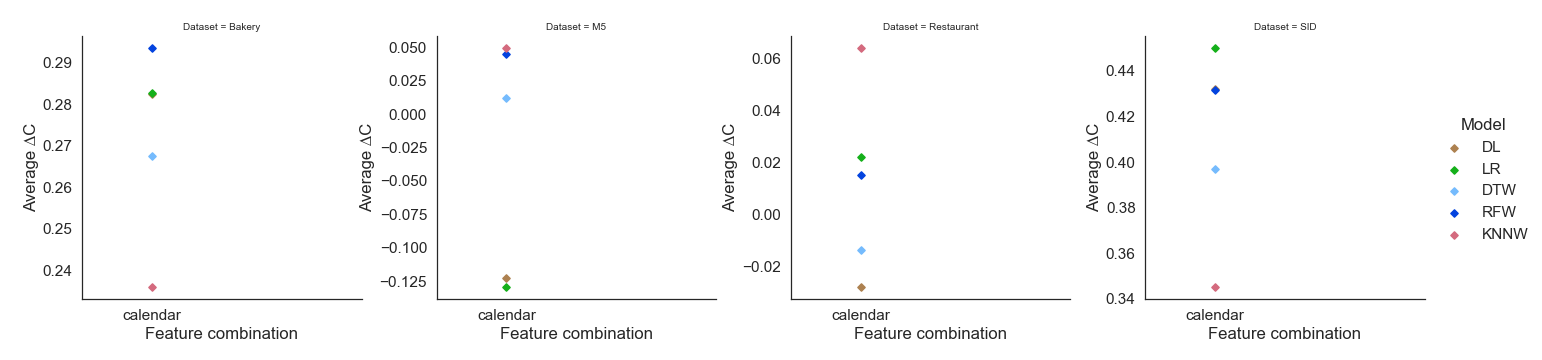 Dataset = Bakery
0.29
0.28
0.27
0.26
0.25
0.24
Average ΔC
calendar
Feature combination
Dataset = M5
0.050
0.025
0.000
−0.025
−0.050
−0.075
−0.100
−0.125
Average ΔC
calendar
Feature combination
Dataset = Restaurant
0.06
0.04
0.02
0.00
−0.02
Average ΔC
calendar
Feature combination
Dataset = SID
0.44
0.42
0.40
0.38
0.36
0.34
Average ΔC
calendar
Feature combination
Model
DL
LR
DTW
RFW
KNNW